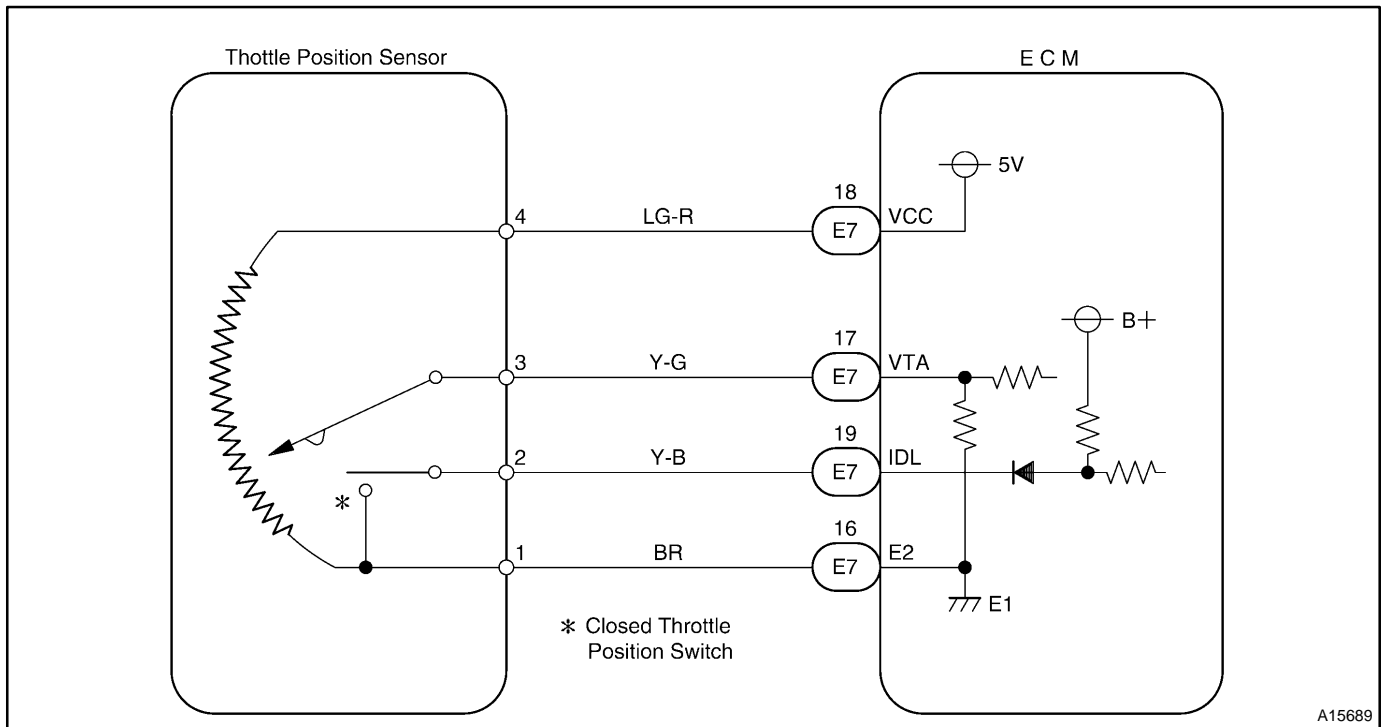 Thottle Position Sensor
E C M
5V
4
LG-R
18
E7
VCC
B+
3
Y-G
17
E7
VTA
2
Y-B
19
E7
IDL
*
1
BR
16
E7
E2
E1
* Closed Throttle
Position Switch
A15689